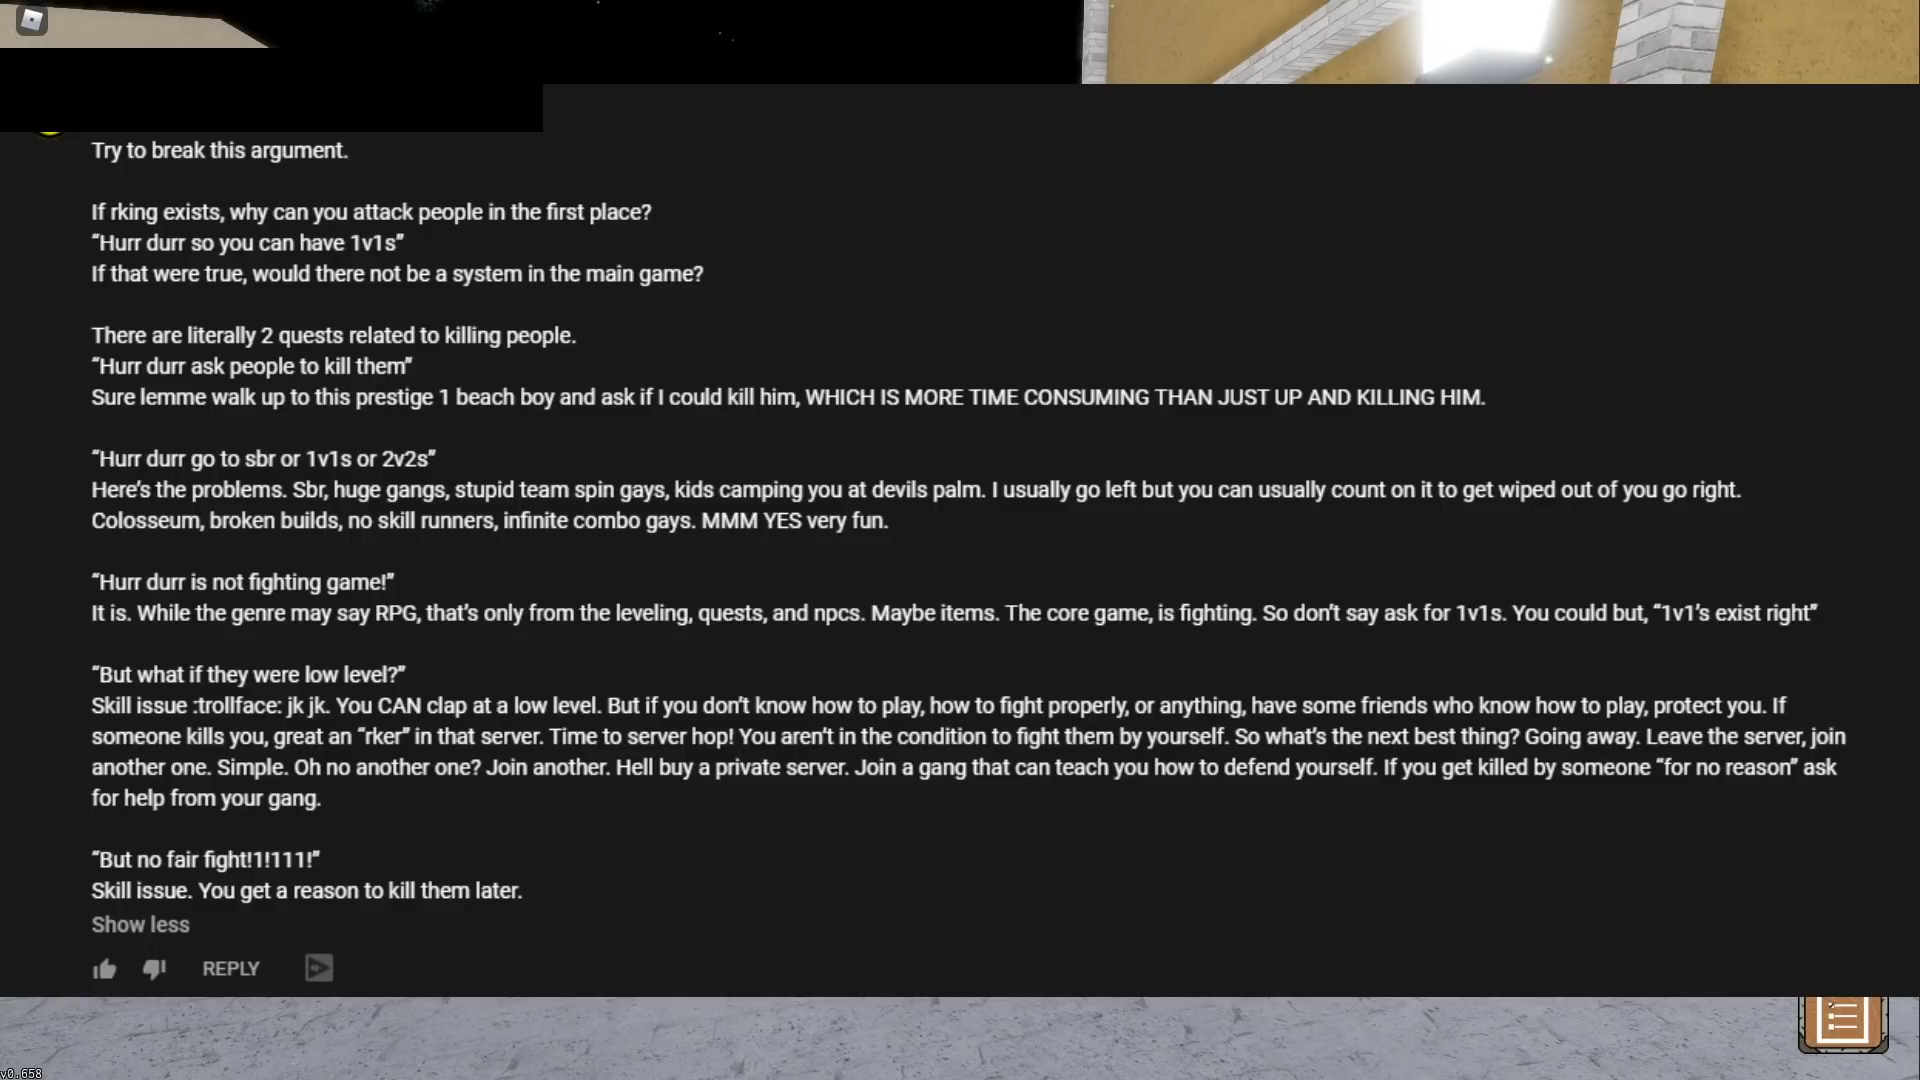 Try to break this argument.
If rking exists, why can you attack people in the first place?
“Hurr durr so you can have 1v1s”
If that were true, would there not be a system in the main game?
There are literally 2 quests related to killing people.
“Hurr durr ask people to kill them”
Sure lemme walk up to this prestige 1 beach boy and ask if I could kill him, WHICH IS MORE TIME CONSUMING THAN JUST UP AND KILLING HIM.
“Hurr durr go to sbr or 1v1s or 2v2s”
Here’s the problems. Sbr, huge gangs, stupid team spin gays, kids camping you at devils palm. I usually go left but you can usually count on it to get wiped out of you go right.
Colosseum, broken builds, no skill runners, infinite combo gays. MMM YES very fun.
“Hurr durr is not fighting game!”
It is. While the genre may say RPG, that’s only from the leveling, quests, and npcs. Maybe items. The core game, is fighting. So don’t say ask for 1v1s. You could but, “1v1’s exist right”
“But what if they were low level?”
Skill issue :trollface: jk jk. You CAN clap at a low level. But if you don’t know how to play, how to fight properly, or anything, have some friends who know how to play, protect you. If
someone kills you, great an “rker” in that server. Time to server hop! You aren’t in the condition to fight them by yourself. So what’s the next best thing? Going away. Leave the server, join
another one. Simple. Oh no another one? Join another. Hell buy a private server. Join a gang that can teach you how to defend yourself. If you get killed by someone “for no reason” ask
for help from your gang.
“But no fair fight!1!111!”
Skill issue. You get a reason to kill them later.
Show less
REPLY
v0.658